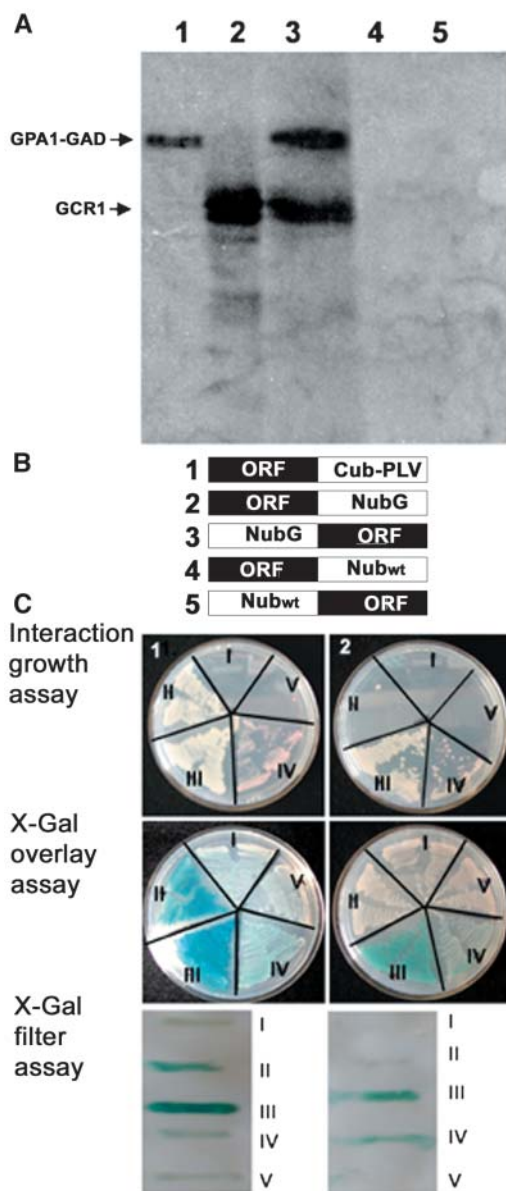 A
1 2 3 4 5
GPA1-GAD
GCR1
B
1 ORF Cub-PLV
2 ORF NubG
3 NubG ORF
4 ORF Nubwt
5 Nubwt ORF
C
Interaction growth assay
1 I II III IV V
2 I II III IV V
X-Gal overlay assay
I II III IV V
I II III IV V
X-Gal filter assay
I
II
III
IV
V
I
II
III
IV
V